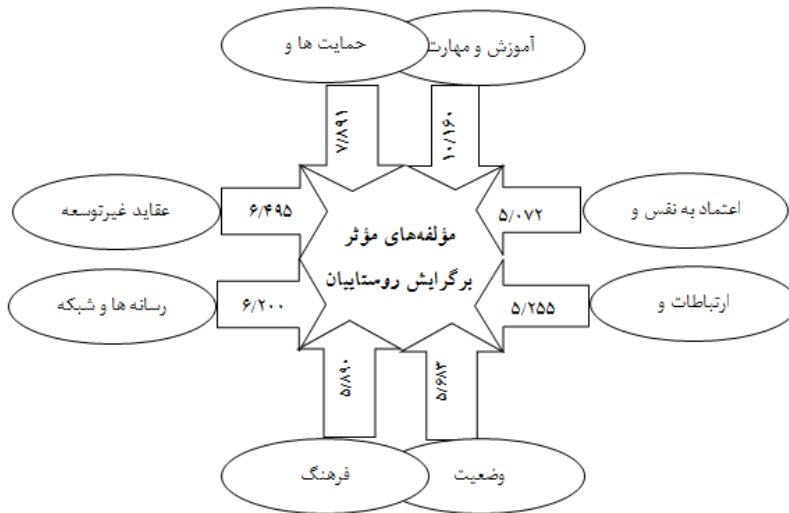 آموزش و مهارت
حمایت ها و
۱۰/۱۶۰
۷/۸۹۱
اعتماد به نفس و
۵/۰۷۲
۶/۴۹۵
عقاید غیرتوسعه
مؤلفه‌های مؤثر
برگرایش روستاییان
ارتباطات و
۵/۲۵۵
۶/۲۰۰
رسانه ها و شبکه
۵/۶۸۳
۵/۸۹۰
وضعیت
فرهنگ